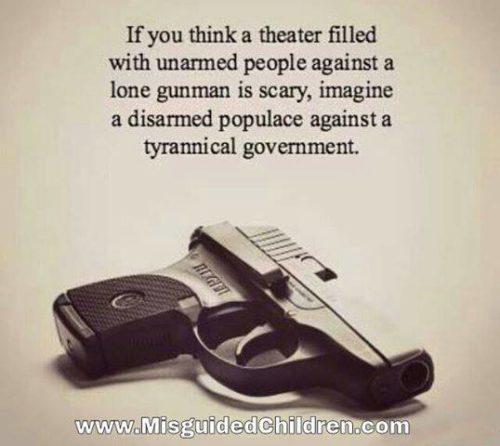 If you think a theater filled
with unarmed people against a
lone gunman is scary, imagine
a disarmed populace against a
tyrannical government.
RUGER
www.MisguidedChildren.com